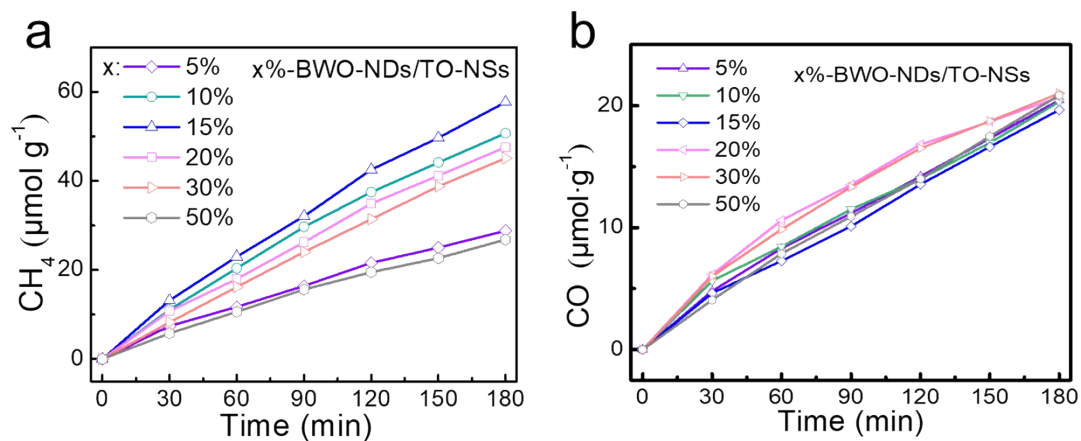 a
x:
5%
10%
15%
20%
30%
50%
x%-BWO-NDs/TO-NSs
CH4 (µmol g-1)
60
40
20
0
0 30 60 90 120 150 180
Time (min)
b
5%
10%
15%
20%
30%
50%
x%-BWO-NDs/TO-NSs
CO (µmol·g-1)
20
10
0
0 30 60 90 120 150 180
Time (min)